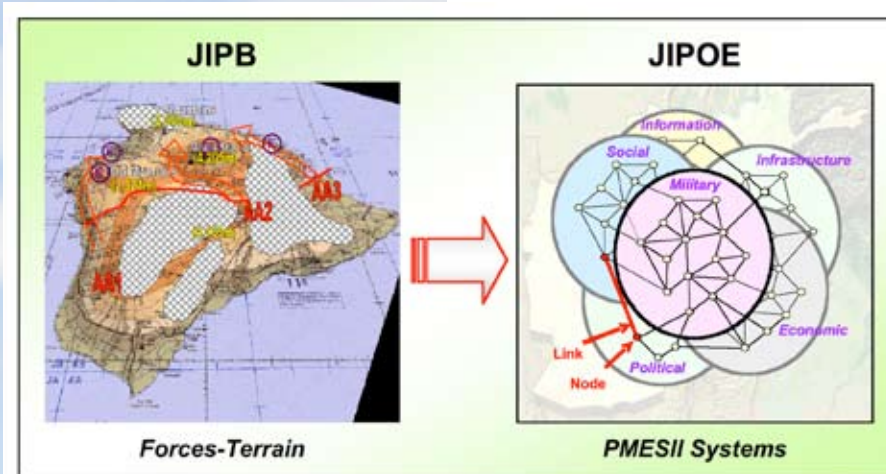 JIPB
AA1
AA2
AA3
Forces-Terrain
JIPOE
Information
Social
Infrastructure
Military
Economic
Link
Political
Node
PMESII Systems